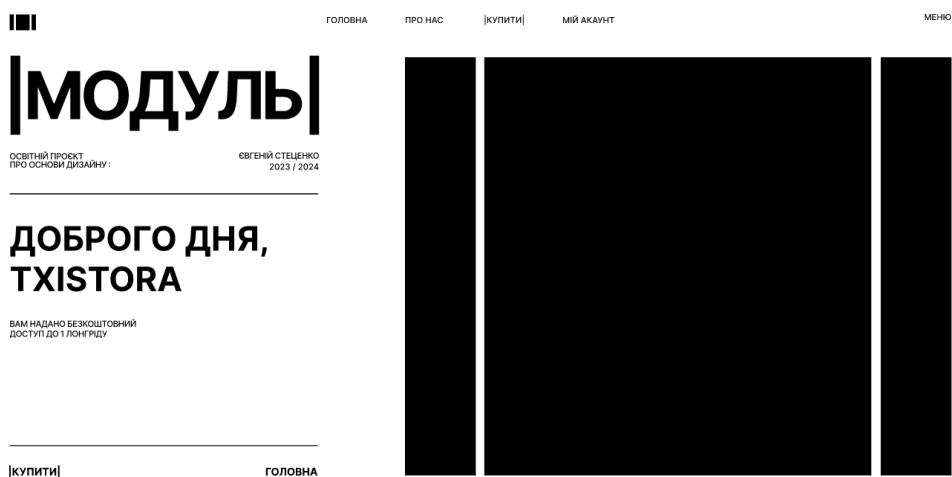 ГОЛОВНА
ПРО НАС
|КУПИТИ|
МІЙ АКАУНТ
МЕНЮ
|МОДУЛЬ|
ОСВІТНІЙ ПРОЄКТ
ПРО ОСНОВИ ДИЗАЙНУ :
ЄВГЕНІЙ СТЕЦЕНКО
2023 / 2024
ДОБРОГО ДНЯ,
TXISTORA
ВАМ НАДАНО БЕЗКОШТОВНИЙ
ДОСТУП ДО 1 ЛОНГРІДУ
|КУПИТИ|
ГОЛОВНА